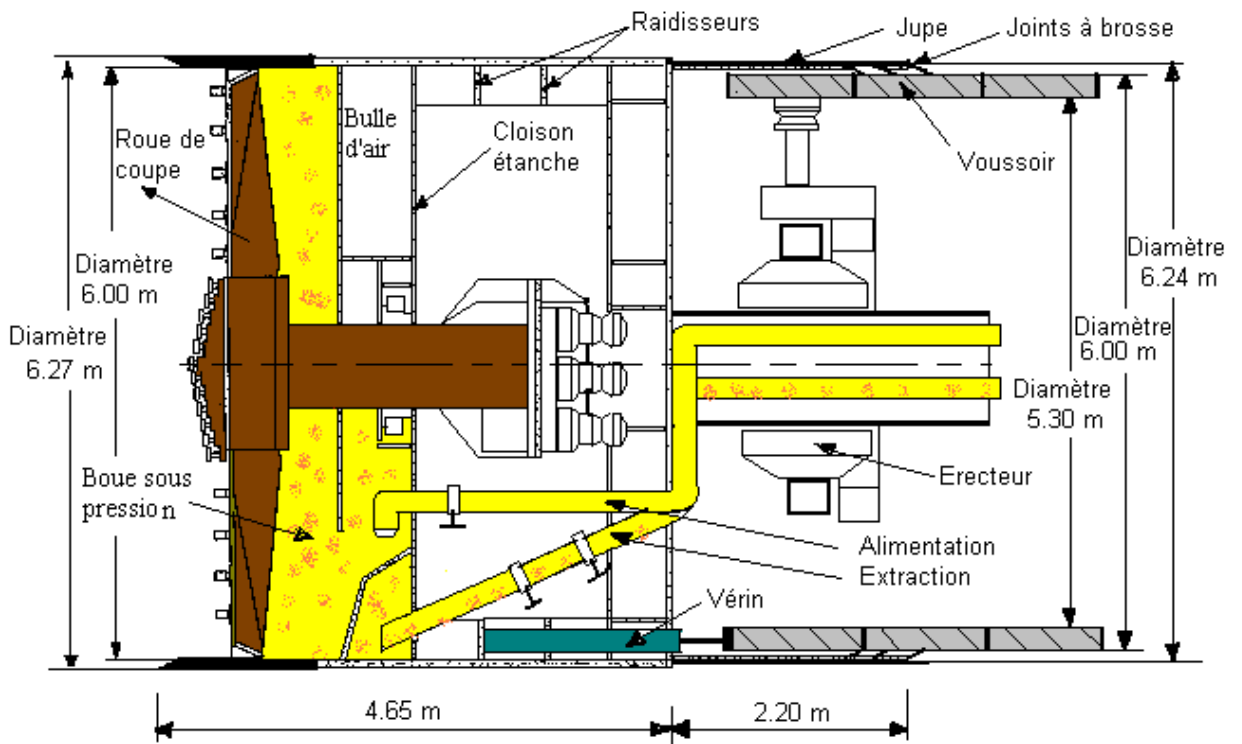 Raidisseurs
Jupe
Joints à brosse
Roue de
coupe
Bulle
d'air
Cloison
étanche
Voussoir
Diamètre
6.00 m
Diamètre
6.27 m
Diamètre
6.24 m
Diamètre
6.00 m
Diamètre
5.30 m
Boue sous
pression
Erecteur
Alimentation
Extraction
Vérin
4.65 m
2.20 m